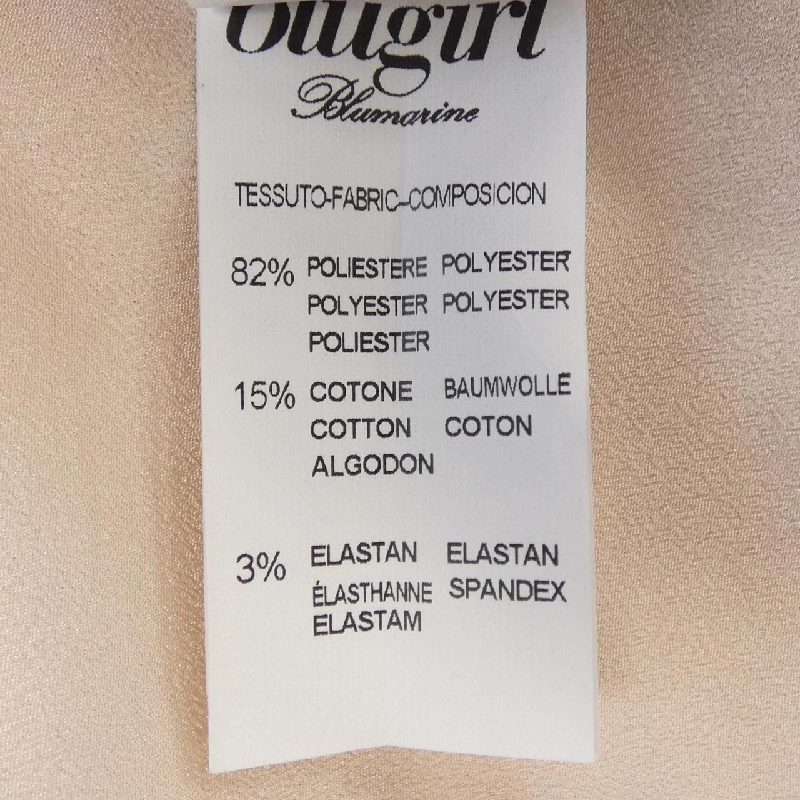 Blugirl
Blumarine
TESSUTO-FABRIC-COMPOSICION
82% POLIESTERE POLYESTER
POLYESTER POLYESTER
POLIESTER
15% COTONE BAUMWOLLE
COTTON COTON
ALGODON
3% ELASTAN ELASTAN
ÉLASTHANNE SPANDEX
ELASTAM